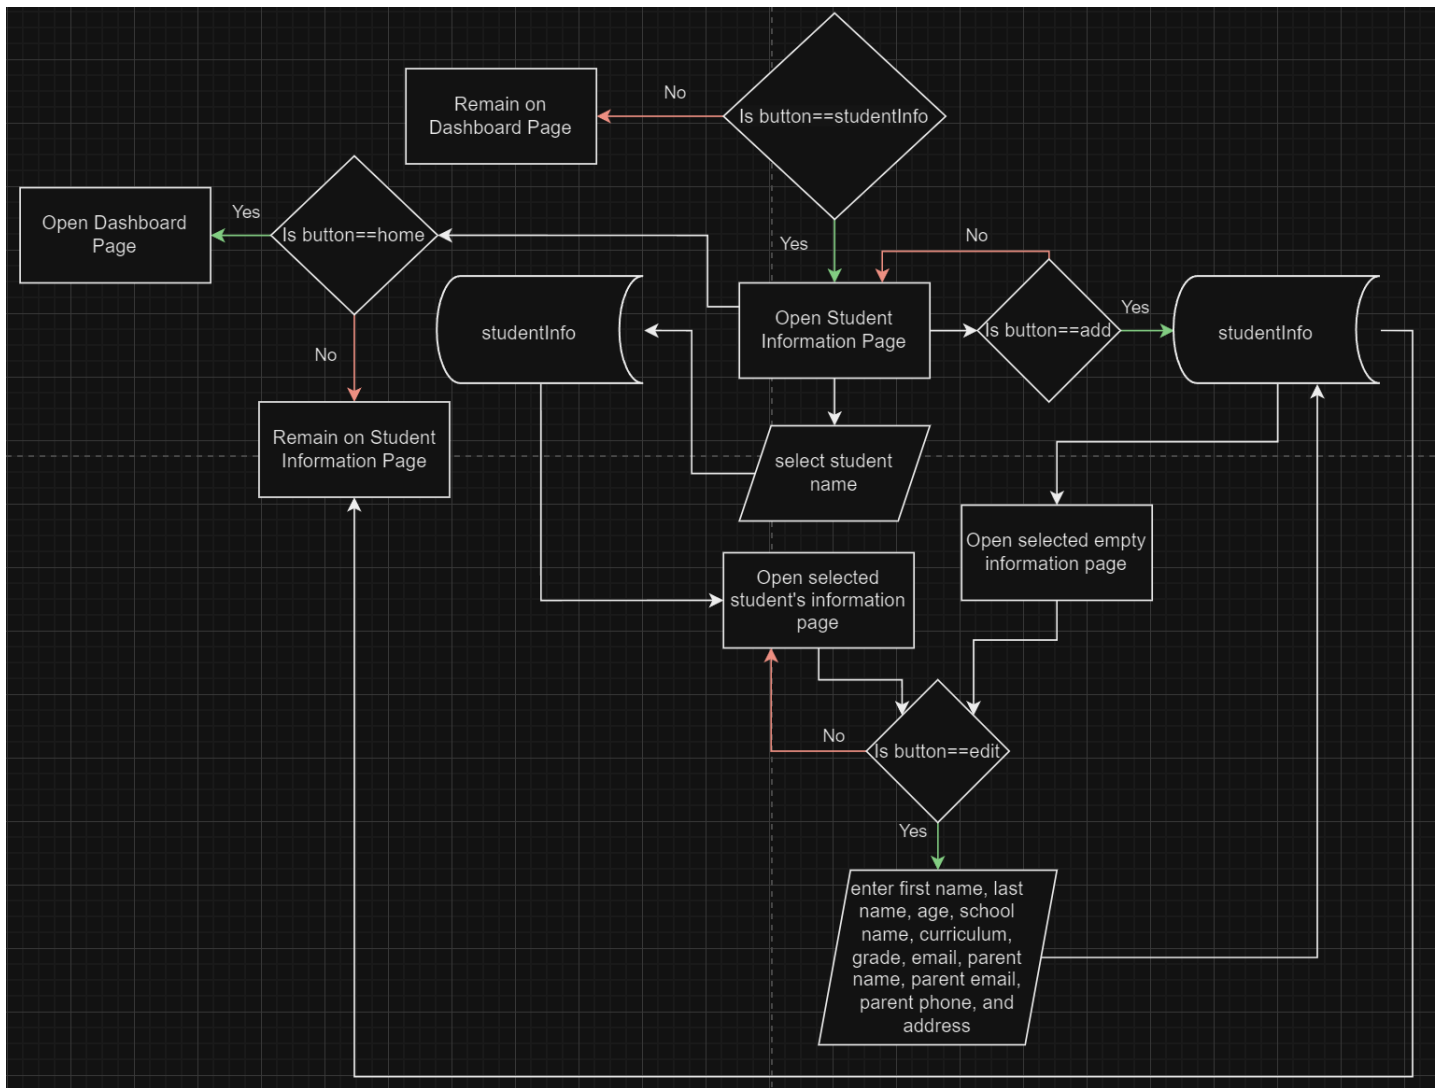 Remain on
Dashboard Page
No
Is button==studentInfo
Open Dashboard
Page
Yes
Is button==home
Yes
No
studentInfo
Open Student
Information Page
Is button==add
Yes
studentInfo
No
Remain on Student
Information Page
select student
name
Open selected empty
information page
Open selected
student's information
page
No
Is button==edit
Yes
enter first name, last
name, age, school
name, curriculum,
grade, email, parent
name, parent email,
parent phone, and
address